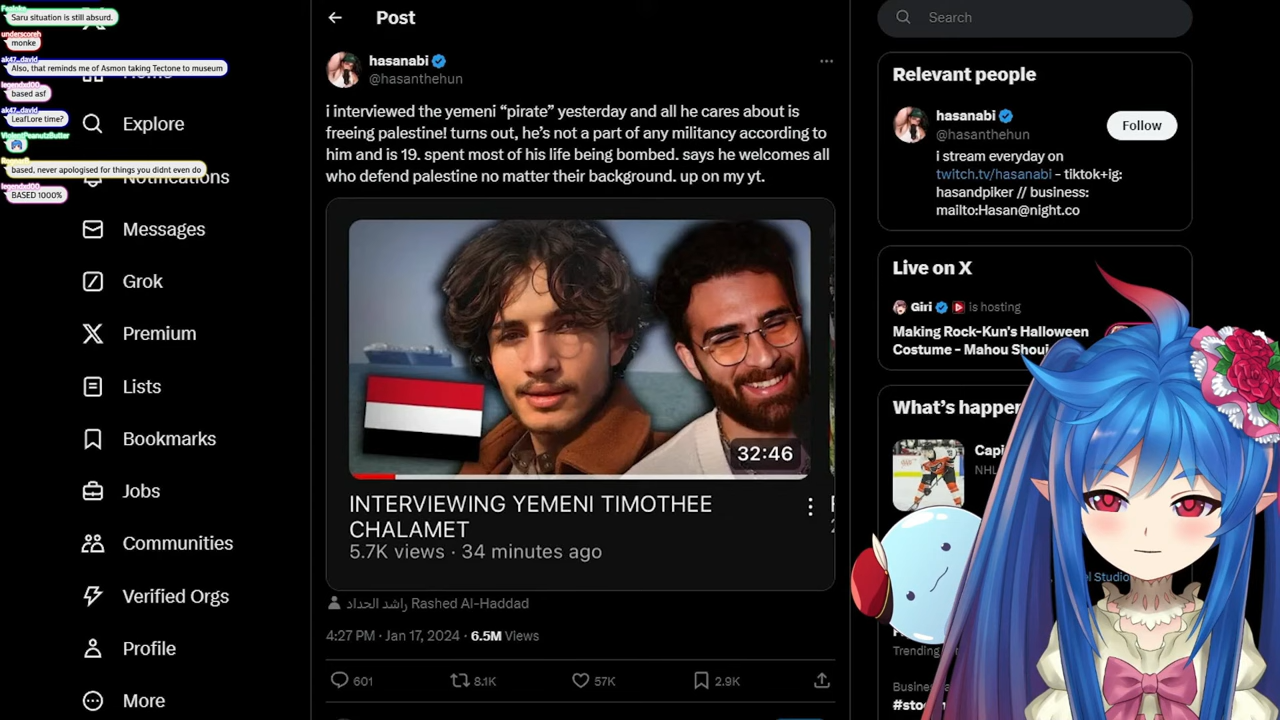 Saru situation is still absurd.
underscoreh
monke
ak47_david
Also, that reminds me of Asmon taking Tectone to museum
based asf
ak47_david
LeafLore time?
ViolentPeanutzButter
based, never apologised for things you didnt even do
legendxd00
BASED 1000%
Explore
Notifications
Messages
Grok
Premium
Lists
Bookmarks
Jobs
Communities
Verified Orgs
Profile
More
Post
hasanabi
@hasanthehun
i interviewed the yemeni “pirate” yesterday and all he cares about is
freeing palestine. turns out, he’s not a part of any militant according to
him and is 19. spent most of his life being bombed. says he welcomes all
who defend palestine no matter their background. up on my yt.
32:46
INTERVIEWING YEMENI TIMOTHEE
CHALAMET
5.7K views · 34 minutes ago
راشد الحداد Rashed Al-Haddad
4:27 PM · Jan 17, 2024 · 6.5M Views
601
8.1K
57K
2.9K
Search
Relevant people
hasanabi
@hasanthehun
Follow
i stream everyday on
twitch.tv/hasanabi - tiktok+ig:
hasandpiker // business:
mailto:Hasan@night.co
Live on X
Giri is hosting
Making Rock-Kun's Halloween
Costume - Mahou Shoujo
What’s happen
Capi
NHL
Studio
Trending
Busine
#sto